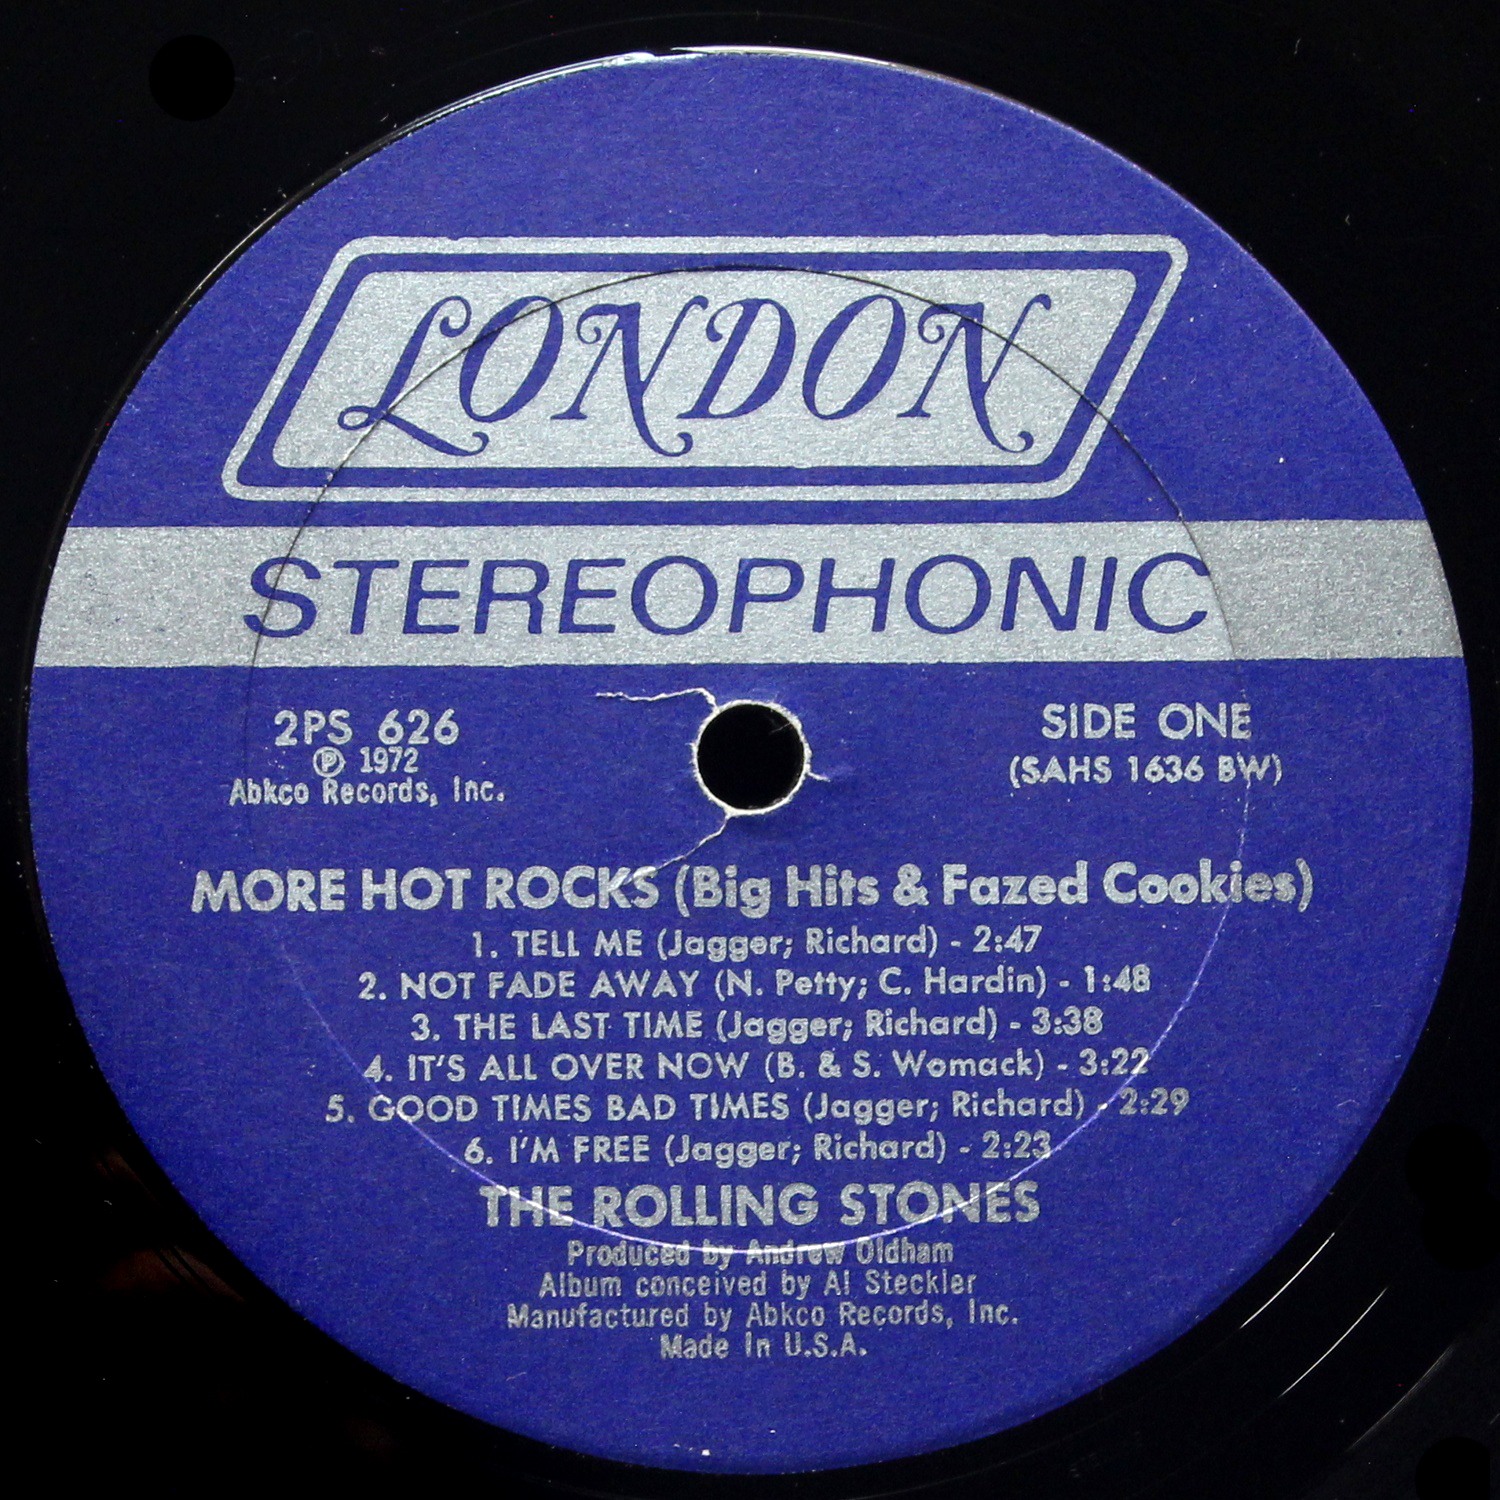 LONDON
STEREOPHONIC
2PS 626
Ⓟ 1972
Abkco Records, Inc.
SIDE ONE
(SAHS 1636 BW)
MORE HOT ROCKS (Big Hits & Fazed Cookies)
1. TELL ME (Jagger; Richard) - 2:47
2. NOT FADE AWAY (N. Petty; C. Hardin) - 1:48
3. THE LAST TIME (Jagger; Richard) - 3:38
4. IT'S ALL OVER NOW (B. & S. Womack) - 3:22
5. GOOD TIMES BAD TIMES (Jagger; Richard) - 2:29
6. I'M FREE (Jagger; Richard) - 2:23
THE ROLLING STONES
Produced by Andrew Oldham
Album conceived by Al Steckler
Manufactured by Abkco Records, Inc.
Made In U.S.A.